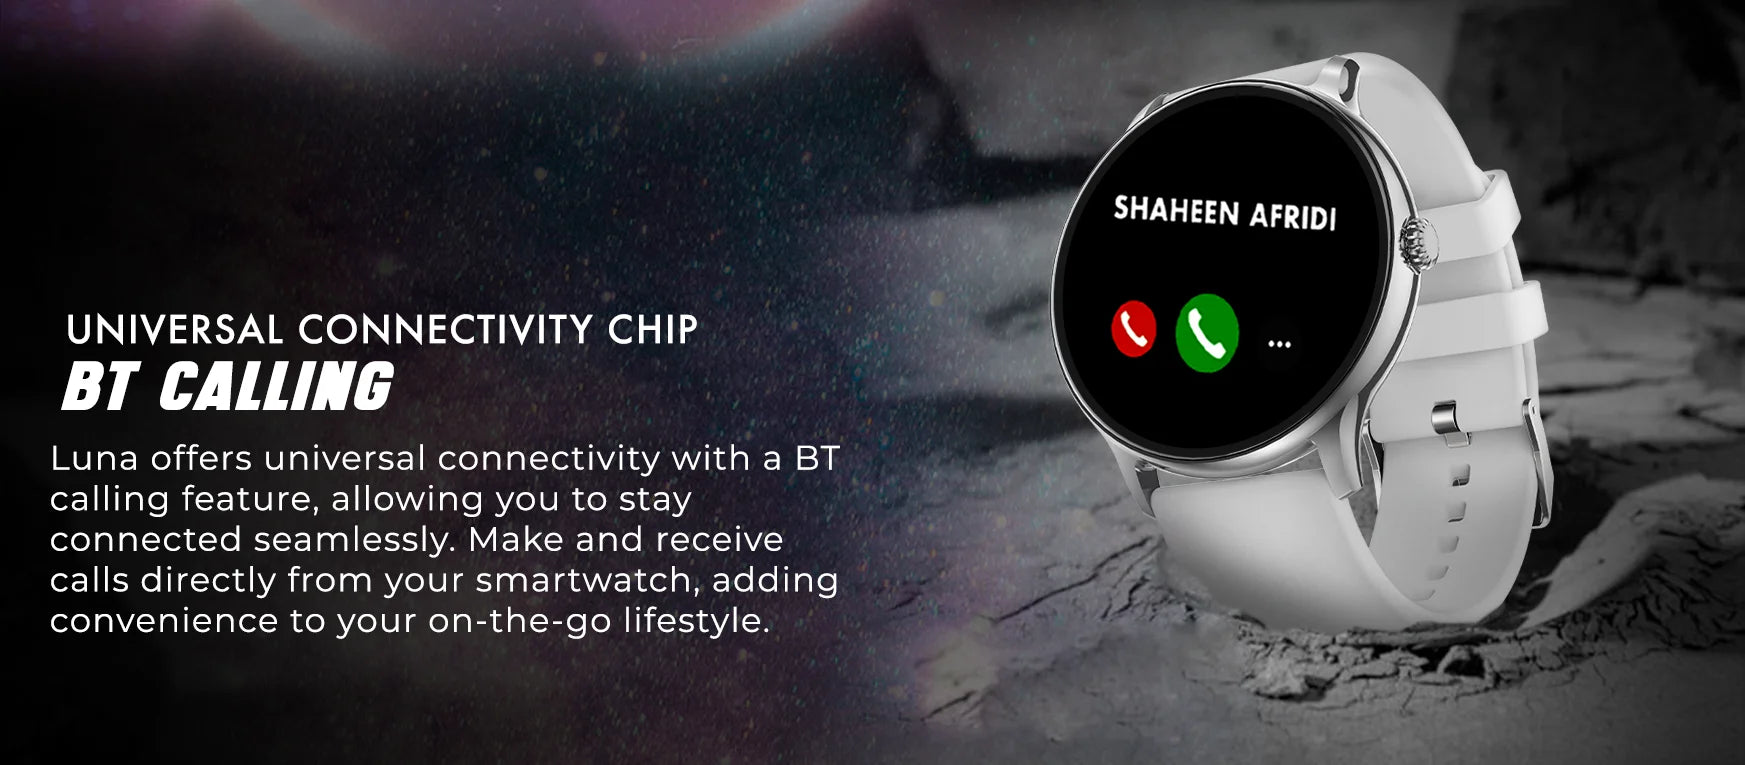 UNIVERSAL CONNECTIVITY CHIP
BT CALLING
Luna offers universal connectivity with a BT
calling feature, allowing you to stay
connected seamlessly. Make and receive
calls directly from your smartwatch, adding
convenience to your on-the-go lifestyle.
SHAHEEN AFRIDI
...